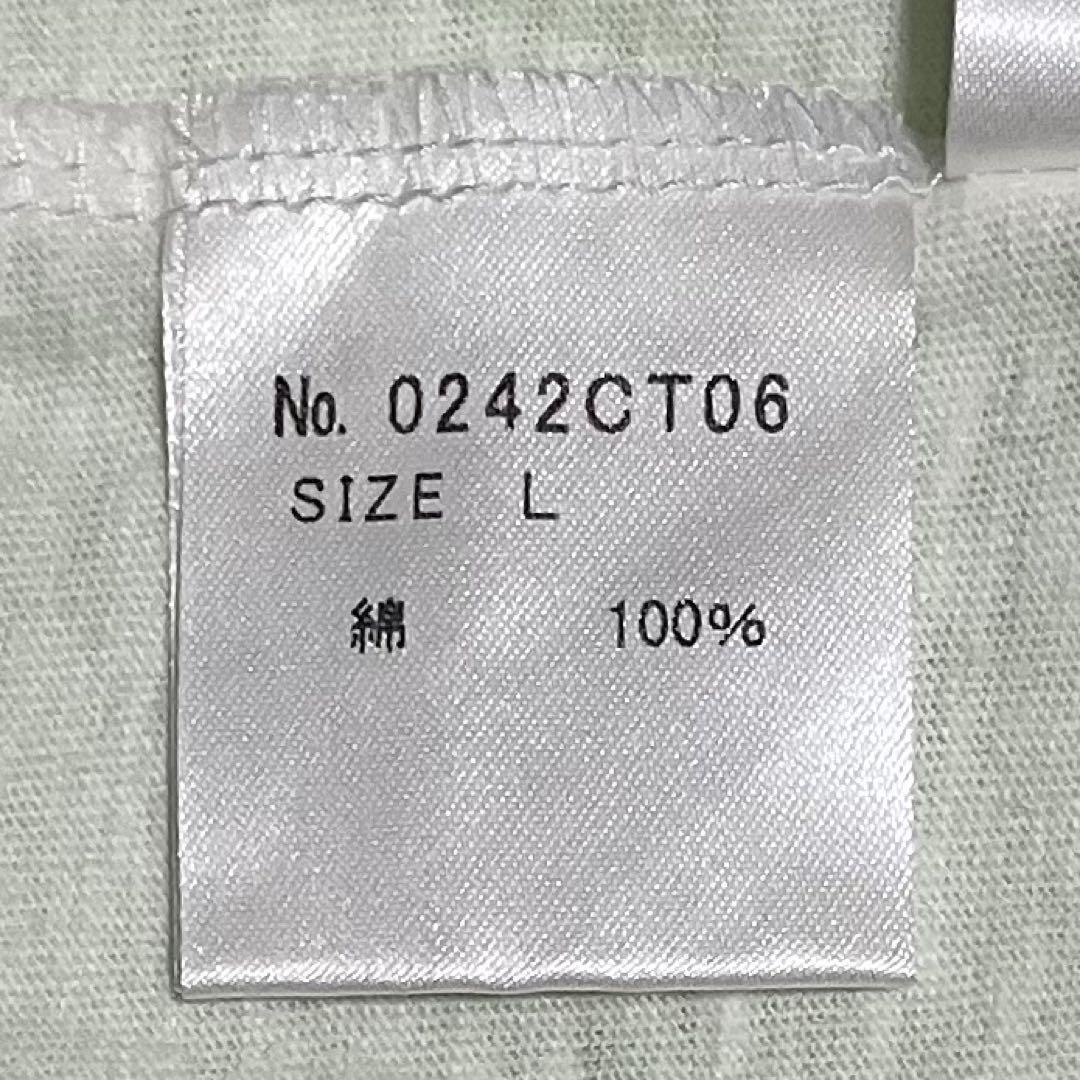 No. 0242CT06
SIZE L
綿 100%